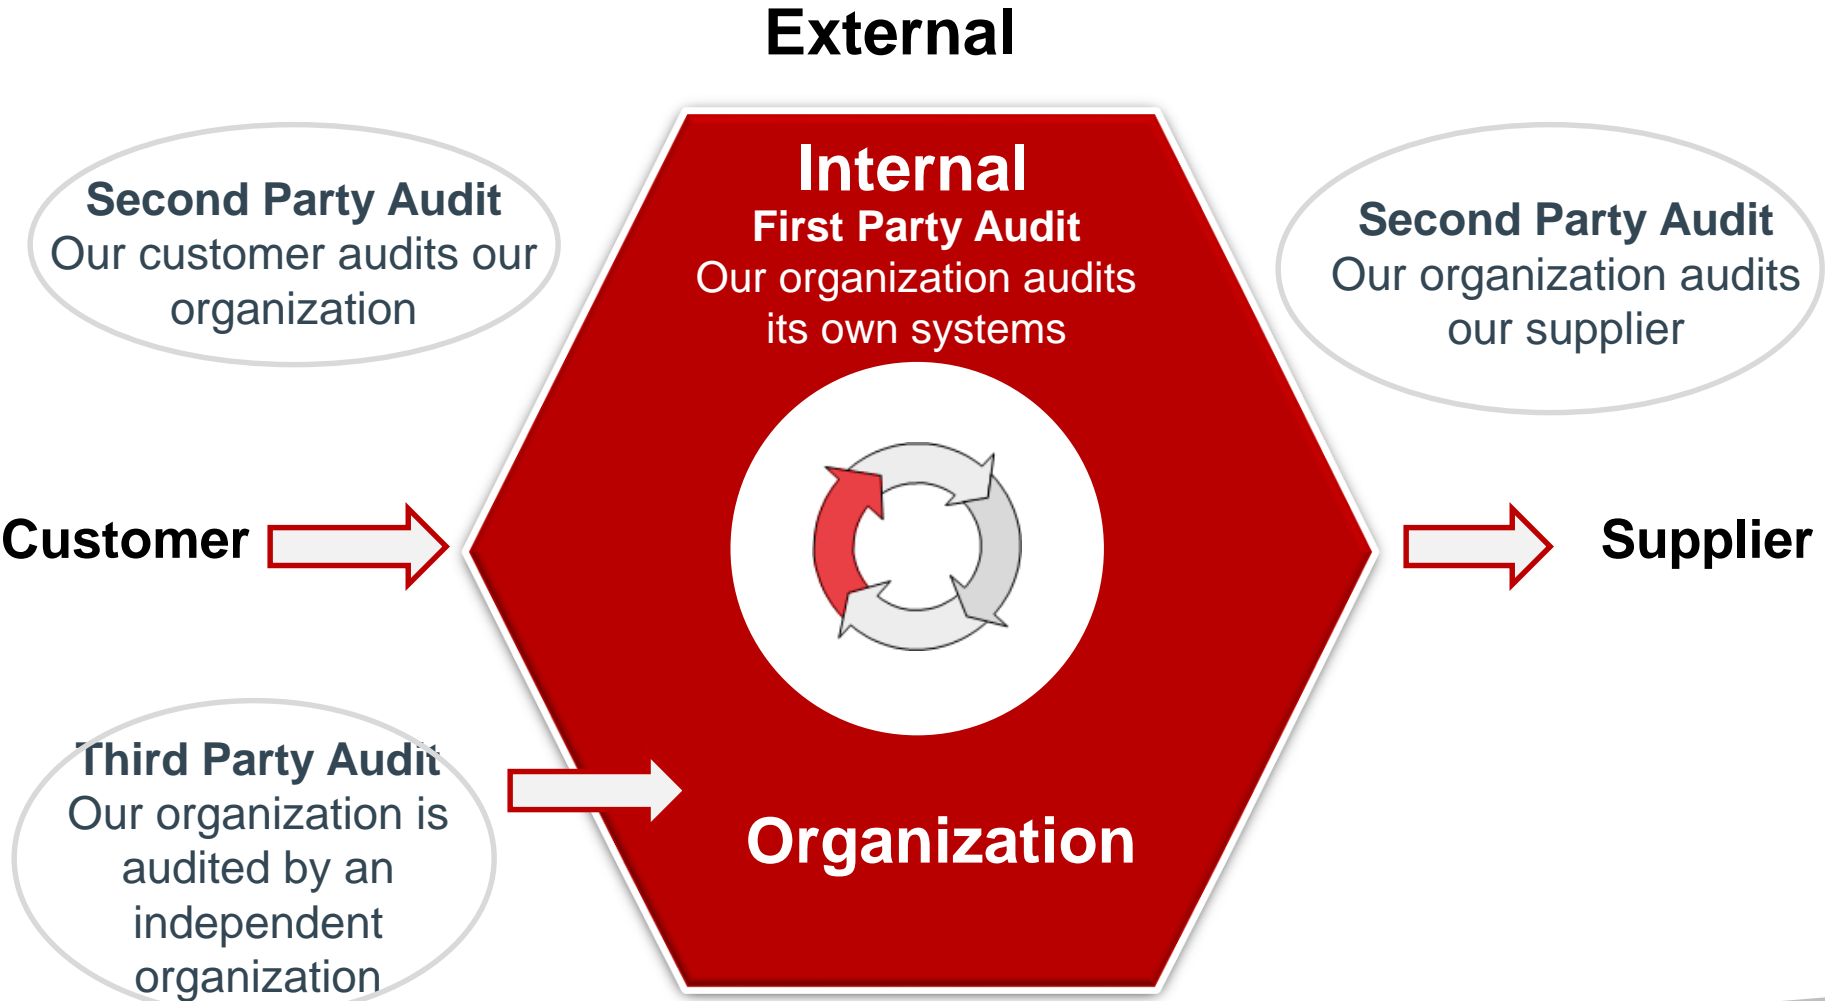 External
Internal
First Party Audit
Our organization audits
its own systems
Second Party Audit
Our customer audits our
organization
Second Party Audit
Our organization audits
our supplier
Customer
Supplier
Third Party Audit
Our organization is
audited by an
independent
organization
Organization